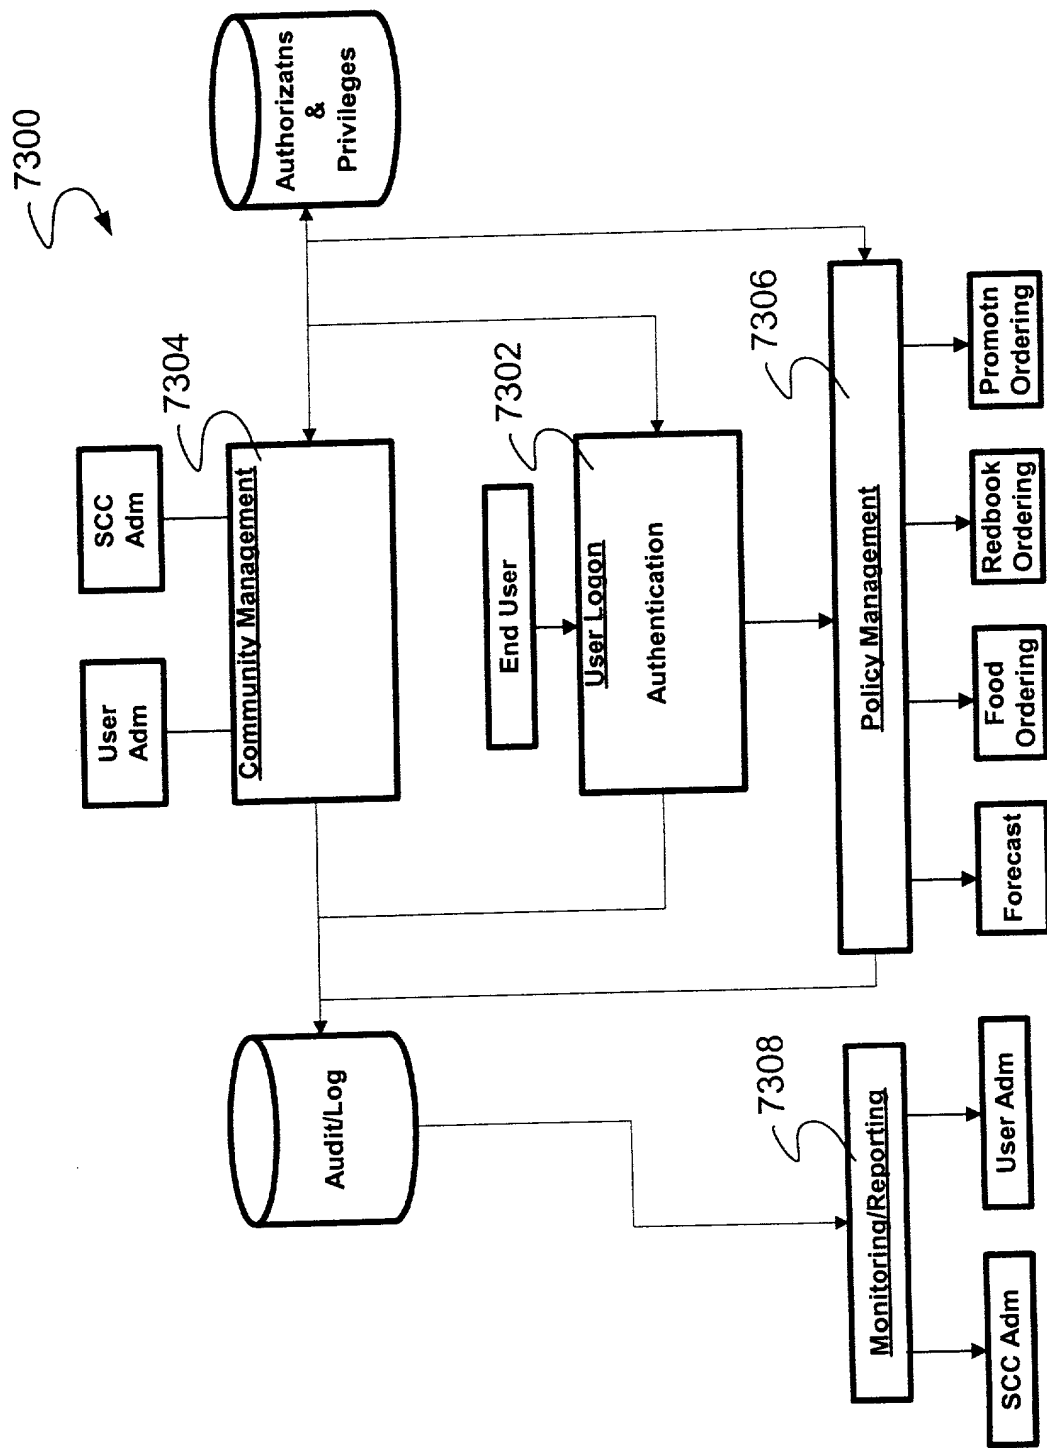 7300
User
Adm
SCC
Adm
7304
Community Management
Authorizatns
&
Privileges
Audit/Log
End User
7302
User Logon
Authentication
7306
Policy Management
7308
Monitoring/Reporting
SCC Adm
User Adm
Forecast
Food
Ordering
Redbook
Ordering
Promotn
Ordering